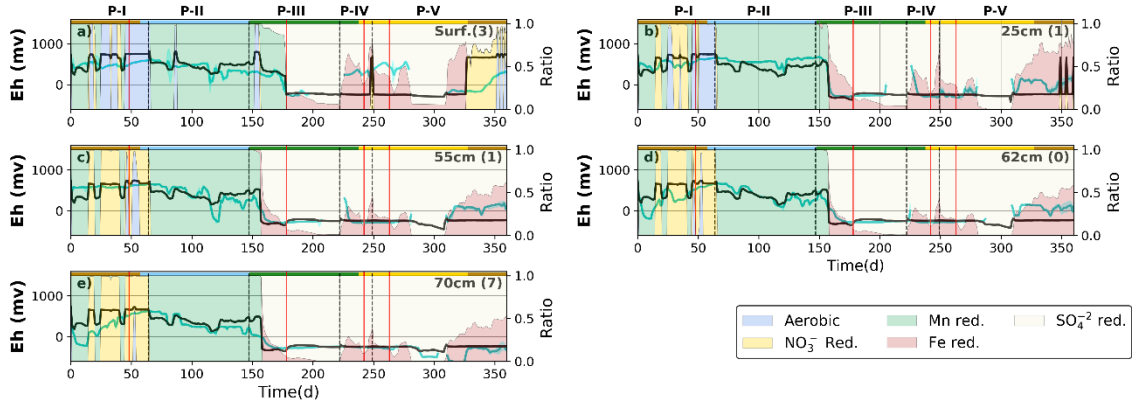 P-I P-II P-III P-IV P-V
P-I P-II P-III P-IV P-V
a) Surf.(3)
Eh (mv)
1000
0
Ratio
1.0
0.5
0.0
0 50 100 150 200 250 300 350
b) 25cm (1)
Eh (mv)
1000
0
Ratio
1.0
0.5
0.0
0 50 100 150 200 250 300 350
c) 55cm (1)
Eh (mv)
1000
0
Ratio
1.0
0.5
0.0
0 50 100 150 200 250 300 350
d) 62cm (0)
Eh (mv)
1000
0
Ratio
1.0
0.5
0.0
0 50 100 150 200 250 300 350
Time(d)
e) 70cm (7)
Eh (mv)
1000
0
Ratio
1.0
0.5
0.0
0 50 100 150 200 250 300 350
Time(d)
Aerobic Mn red. SO₄⁻² red.
NO₃⁻ Red. Fe red.